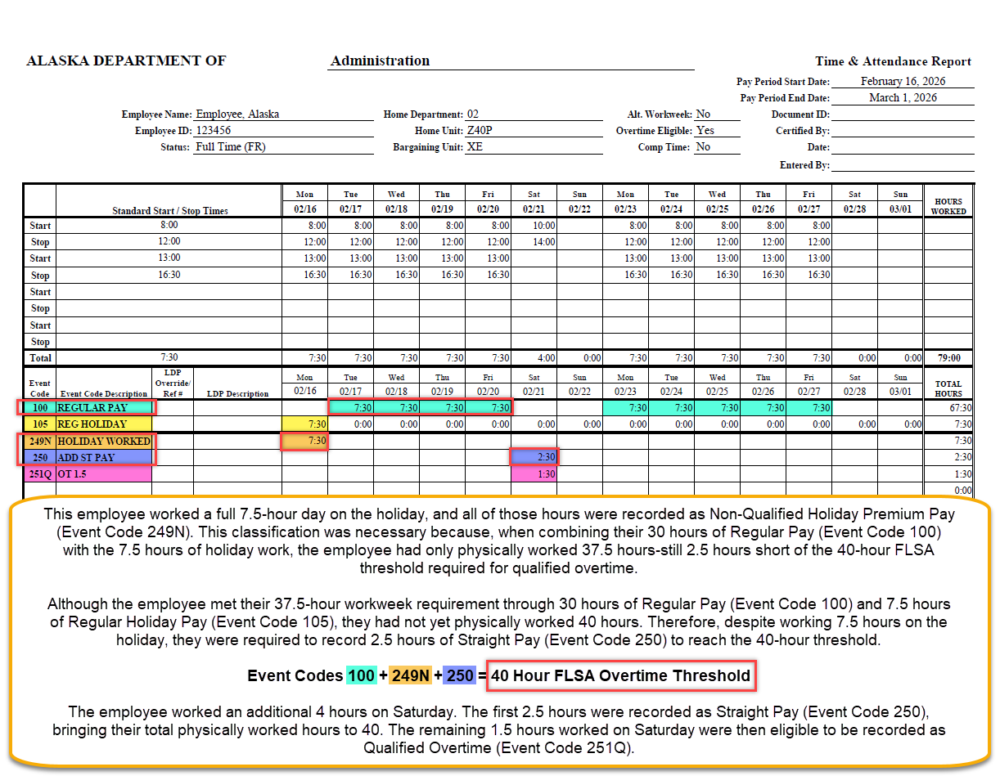 ALASKA DEPARTMENT OF Administration Time & Attendance Report
Pay Period Start Date: February 16, 2026
Pay Period End Date: March 1, 2026
Employee Name: Employee, Alaska Home Department: 02 Alt. Workweek: No Document ID:
Employee ID: 123456 Home Unit: Z40P Overtime Eligible: Yes Certified By:
Status: Full Time (FR) Bargaining Unit: XE Comp Time: No Date:
Entered By:
Mon Tue Wed Thu Fri Sat Sun Mon Tue Wed Thu Fri Sat Sun HOURS WORKED
Standard Start / Stop Times 02/16 02/17 02/18 02/19 02/20 02/21 02/22 02/23 02/24 02/25 02/26 02/27 02/28 03/01
Start 8:00 8:00 8:00 8:00 8:00 8:00 10:00 8:00 8:00 8:00 8:00 8:00
Stop 12:00 12:00 12:00 12:00 12:00 12:00 14:00 12:00 12:00 12:00 12:00 12:00
Start 13:00 13:00 13:00 13:00 13:00 13:00 13:00 13:00 13:00 13:00 13:00
Stop 16:30 16:30 16:30 16:30 16:30 16:30 16:30 16:30 16:30 16:30 16:30
Start
Stop
Start
Stop
Total 7:30 7:30 7:30 7:30 7:30 7:30 4:00 0:00 7:30 7:30 7:30 7:30 7:30 0:00 0:00 79:00
Event Code Event Code Description LDP Override/ Ref # LDP Description Mon Tue Wed Thu Fri Sat Sun Mon Tue Wed Thu Fri Sat Sun TOTAL HOURS
02/16 02/17 02/18 02/19 02/20 02/21 02/22 02/23 02/24 02/25 02/26 02/27 02/28 03/01
100 REGULAR PAY 7:30 7:30 7:30 7:30 7:30 7:30 7:30 7:30 7:30 67:30
105 REG HOLIDAY 7:30 0:00 0:00 0:00 0:00 0:00 0:00 0:00 0:00 0:00 0:00 0:00 0:00 0:00 7:30
249N HOLIDAY WORKED 7:30 7:30
250 ADD ST PAY 2:30 2:30
251Q OT 1.5 1:30 1:30
0:00
This employee worked a full 7.5-hour day on the holiday, and all of those hours were recorded as Non-Qualified Holiday Premium Pay
(Event Code 249N). This classification was necessary because, when combining their 30 hours of Regular Pay (Event Code 100)
with the 7.5 hours of holiday work, the employee had only physically worked 37.5 hours-still 2.5 hours short of the 40-hour FLSA
threshold required for qualified overtime.
Although the employee met their 37.5-hour workweek requirement through 30 hours of Regular Pay (Event Code 100) and 7.5 hours
of Regular Holiday Pay (Event Code 105), they had not yet physically worked 40 hours. Therefore, despite working 7.5 hours on the
holiday, they were required to record 2.5 hours of Straight Pay (Event Code 250) to reach the 40-hour threshold.
Event Codes 100 + 249N + 250 = 40 Hour FLSA Overtime Threshold
The employee worked an additional 4 hours on Saturday. The first 2.5 hours were recorded as Straight Pay (Event Code 250),
bringing their total physically worked hours to 40. The remaining 1.5 hours worked on Saturday were then eligible to be recorded as
Qualified Overtime (Event Code 251Q).